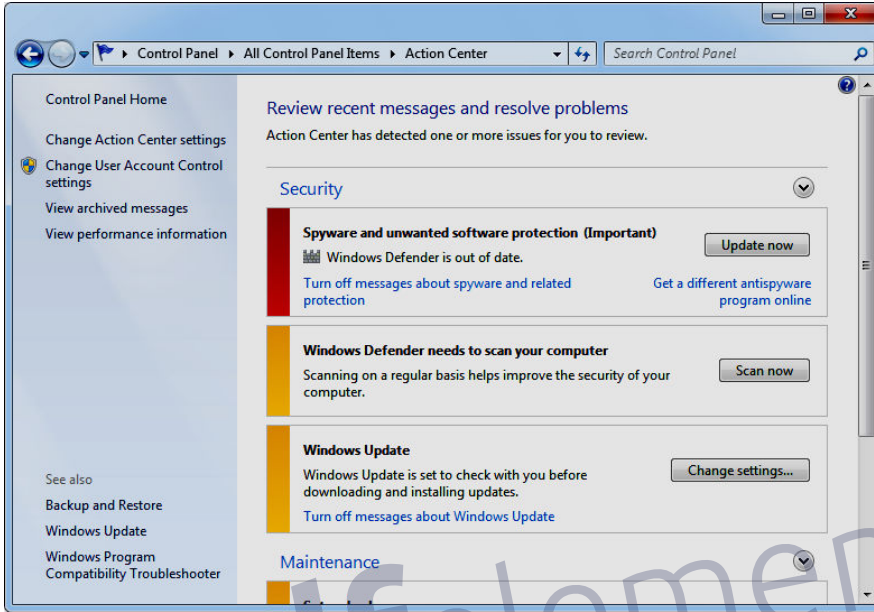 Control Panel All Control Panel Items Action Center Search Control Panel
Control Panel Home
Change Action Center settings
Change User Account Control
settings
View archived messages
View performance information
See also
Backup and Restore
Windows Update
Windows Program
Compatibility Troubleshooter
Review recent messages and resolve problems
Action Center has detected one or more issues for you to review.
Security
Spyware and unwanted software protection (Important)
Windows Defender is out of date.
Update now
Turn off messages about spyware and related
protection
Get a different antispyware
program online
Windows Defender needs to scan your computer
Scanning on a regular basis helps improve the security of your
computer.
Scan now
Windows Update
Windows Update is set to check with you before
downloading and installing updates.
Change settings...
Turn off messages about Windows Update
Maintenance